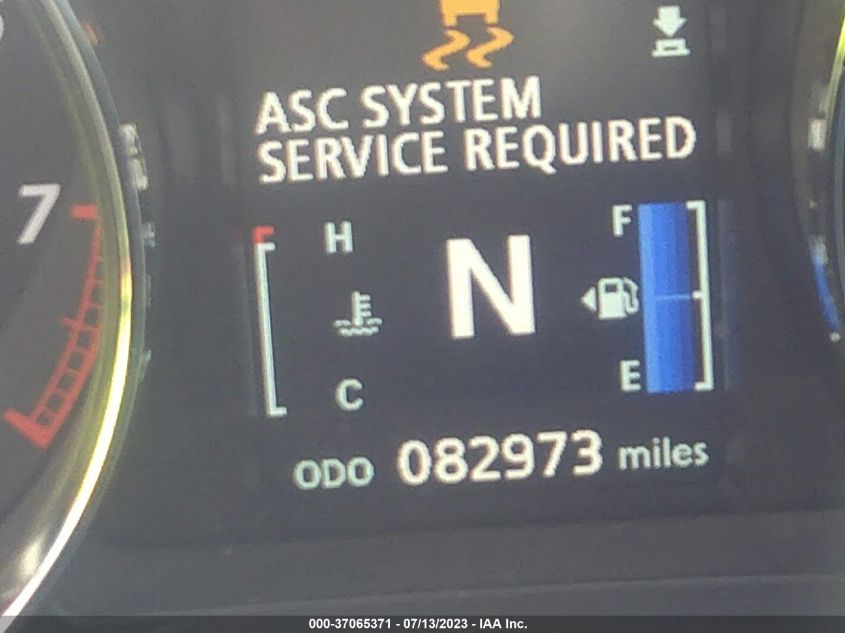 ASC SYSTEM
SERVICE REQUIRED
7
H
F
N
C
E
ODO 082973 miles
000-37065371 - 07/13/2023 - IAA Inc.